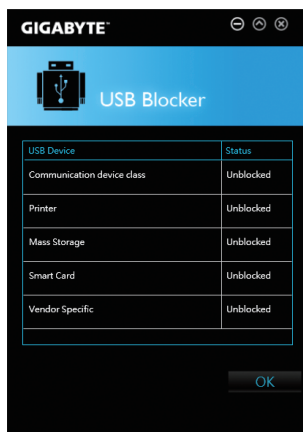 GIGABYTE™
USB Blocker
USB Device Status
Communication device class Unblocked
Printer Unblocked
Mass Storage Unblocked
Smart Card Unblocked
Vendor Specific Unblocked
OK